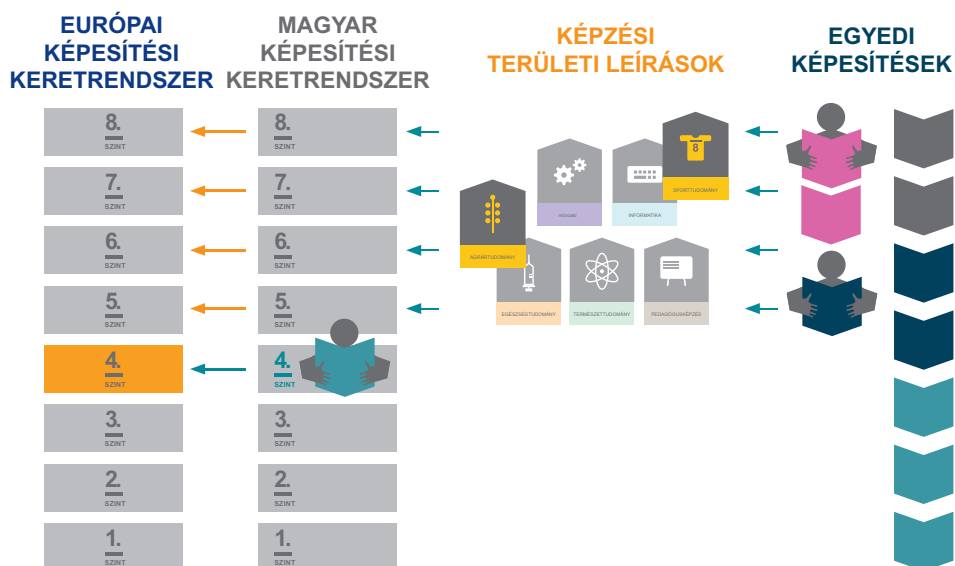 EURÓPAI
KÉPESÍTÉSI
KERETRENDSZER
MAGYAR
KÉPESÍTÉSI
KERETRENDSZER
KÉPZÉSI
TERÜLETI LEÍRÁSOK
EGYEDI
KÉPESÍTÉSEK
8.
SZINT
7.
SZINT
6.
SZINT
5.
SZINT
4.
SZINT
3.
SZINT
2.
SZINT
1.
SZINT
8.
SZINT
7.
SZINT
6.
SZINT
5.
SZINT
4.
SZINT
3.
SZINT
2.
SZINT
1.
SZINT
8
SPORTTUDOMÁNY
INFORMATIKA
AGRÁRTUDOMÁNY
EGÉSZSÉGTUDOMÁNY
TERMÉSZETTUDOMÁNY
PEDAGÓGUSKÉPZÉS